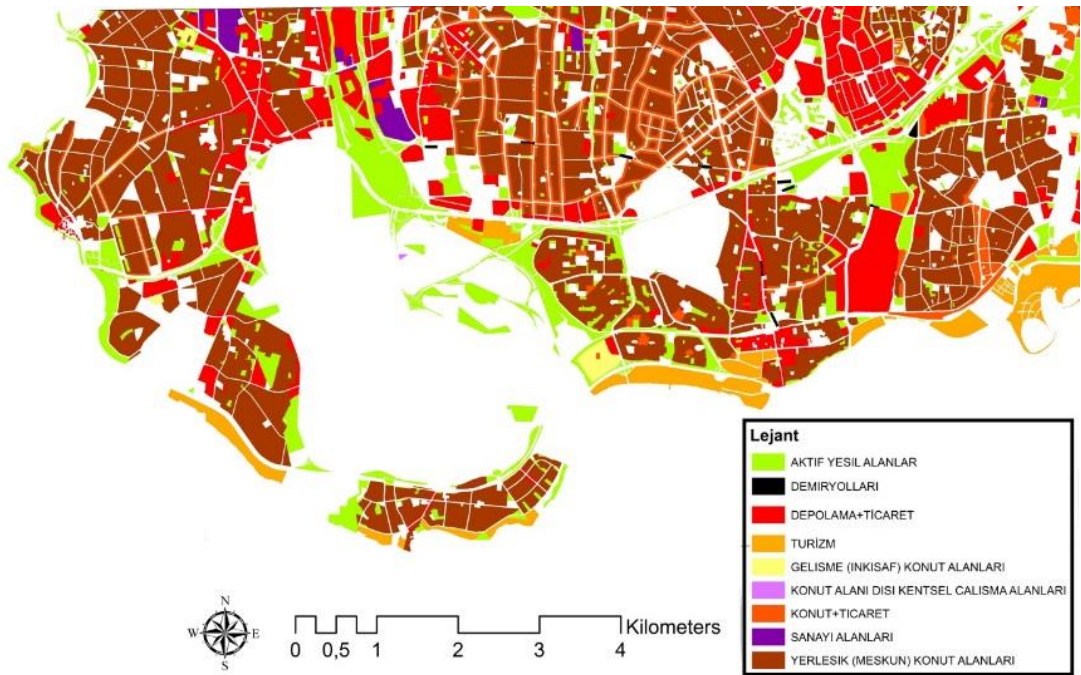 Lejant
AKTIF YESIL ALANLAR
DEMIRYOLLARI
DEPOLAMA+TİCARET
TURİZM
GELISME (INKISAF) KONUT ALANLARI
KONUT ALANI DISI KENTSEL CALISMA ALANLARI
KONUT+TICARET
SANAYI ALANLARI
YERLESIK (MESKUN) KONUT ALANLARI
N
W E
S
Kilometers
0 0,5 1 2 3 4